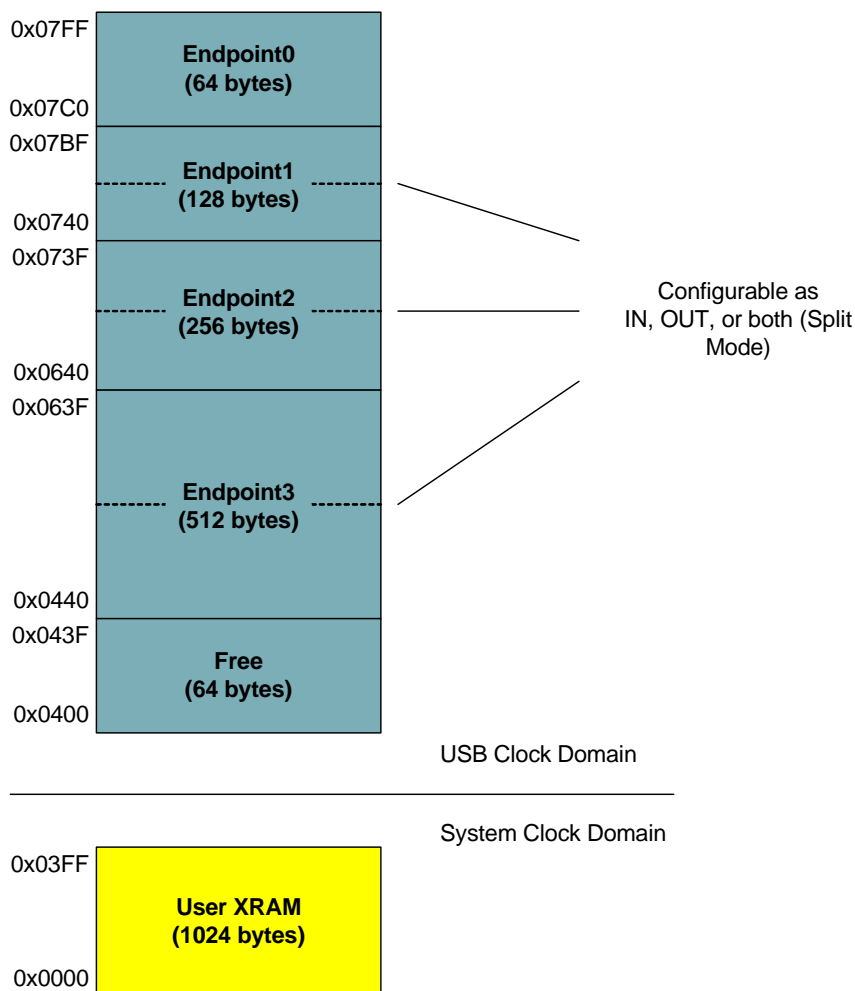 0x07FF
Endpoint0
(64 bytes)
0x07C0
0x07BF
Endpoint1
(128 bytes)
0x0740
0x073F
Endpoint2
(256 bytes)
0x0640
0x063F
Endpoint3
(512 bytes)
0x0440
0x043F
Free
(64 bytes)
0x0400
Configurable as
IN, OUT, or both (Split
Mode)
USB Clock Domain
System Clock Domain
0x03FF
User XRAM
(1024 bytes)
0x0000